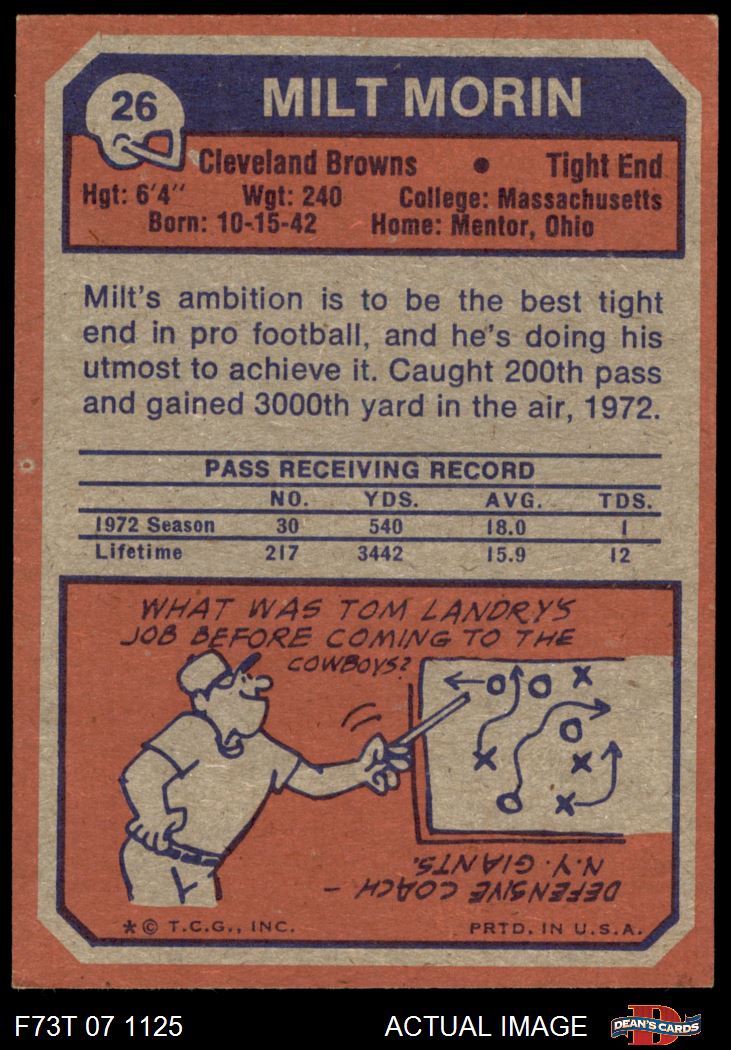 26
MILT MORIN
Cleveland Browns • Tight End
Hgt: 6'4" Wgt: 240 College: Massachusetts
Born: 10-15-42 Home: Mentor, Ohio
Milt's ambition is to be the best tight
end in pro football, and he's doing his
utmost to achieve it. Caught 200th pass
and gained 3000th yard in the air, 1972.
PASS RECEIVING RECORD
NO. YDS. AVG. TDS.
1972 Season 30 540 18.0 1
Lifetime 217 3442 15.9 12
WHAT WAS TOM LANDRY'S
JOB BEFORE COMING TO THE
COWBOYS?
DEFENSIVE COACH –
N.Y. GIANTS.
* © T.C.G., INC. PRTD. IN U.S.A.
F73T 07 1125 ACTUAL IMAGE
D
DEAN'S CARDS